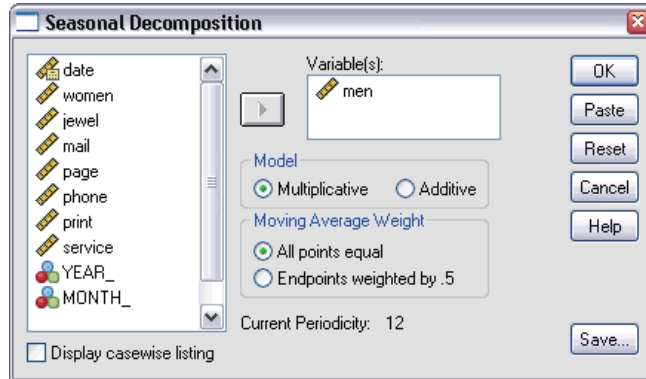 Seasonal Decomposition
date
women
jewel
mail
page
phone
print
service
YEAR_
MONTH_
Display casewise listing
Variable(s):
men
Model
Multiplicative Additive
Moving Average Weight
All points equal
Endpoints weighted by .5
Current Periodicity: 12
OK
Paste
Reset
Cancel
Help
Save...